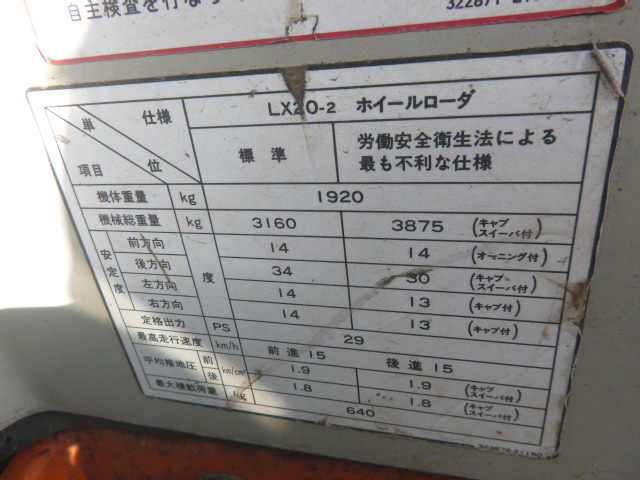 自主検査を行なう
322871-21
仕様
単
LX20-2 ホイールローダ
標準
労働安全衛生法による
最も不利な仕様
項目
位
機体重量 kg 1920
機械総重量 kg 3160 3875 (キャブ スイーパ付)
安定度 前方向 度 14 14 (オーニング付)
後方向 34 30 (キャブ スイーパ付)
左方向 14 13 (キャブ付)
右方向 14 13 (キャブ付)
定格出力 PS 29
最高走行速度 km/h 前進15 後進15
平均接地圧 前 1.9 1.9 (キャブ スイーパ付)
後 1.8 1.8 (キャブ スイーパ付)
最大積載荷重 kg 640